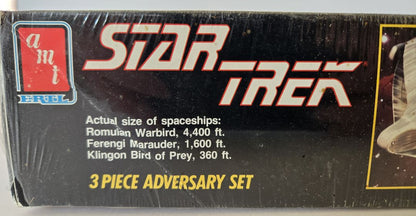 amt
ERTL
STAR
TREK
Actual size of spaceships:
Romulan Warbird, 4,400 ft.
Ferengi Marauder, 1,600 ft.
Klingon Bird of Prey, 360 ft.
3 PIECE ADVERSARY SET